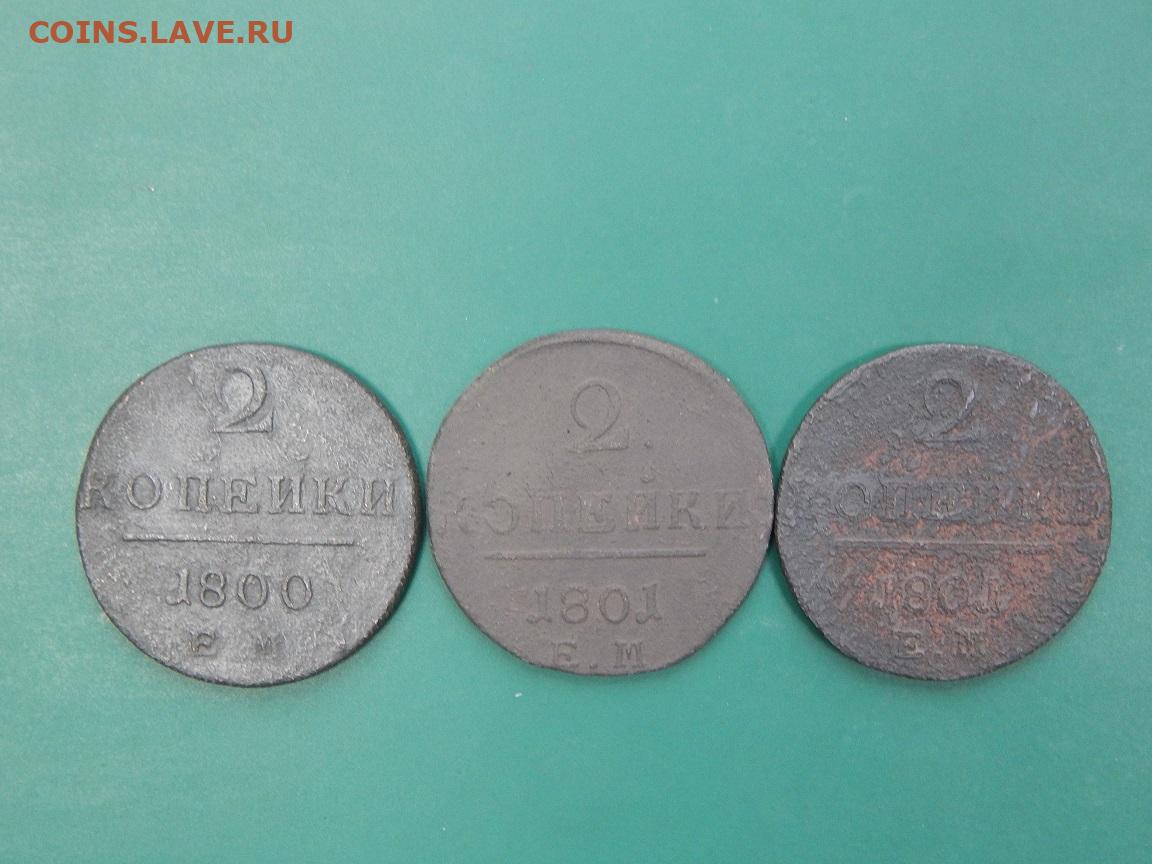 COINS.LAVE.RU
2
КОПЕЙКИ
1800
Е М
2
КОПЕЙКИ
1801
Е.М
2
КОПЕЙКИ
1801
Е.М